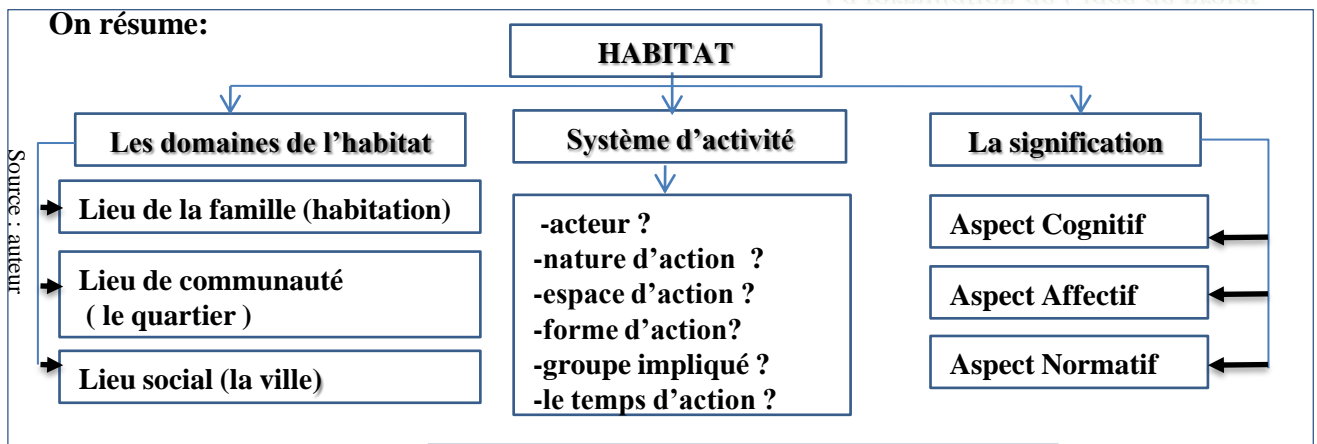 On résume:
HABITAT
Les domaines de l'habitat
Système d'activité
La signification
Source : auteur
Lieu de la famille (habitation)
Lieu de communauté
( le quartier )
Lieu social (la ville)
-acteur ?
-nature d'action ?
-espace d'action ?
-forme d'action?
-groupe impliqué ?
-le temps d'action ?
Aspect Cognitif
Aspect Affectif
Aspect Normatif